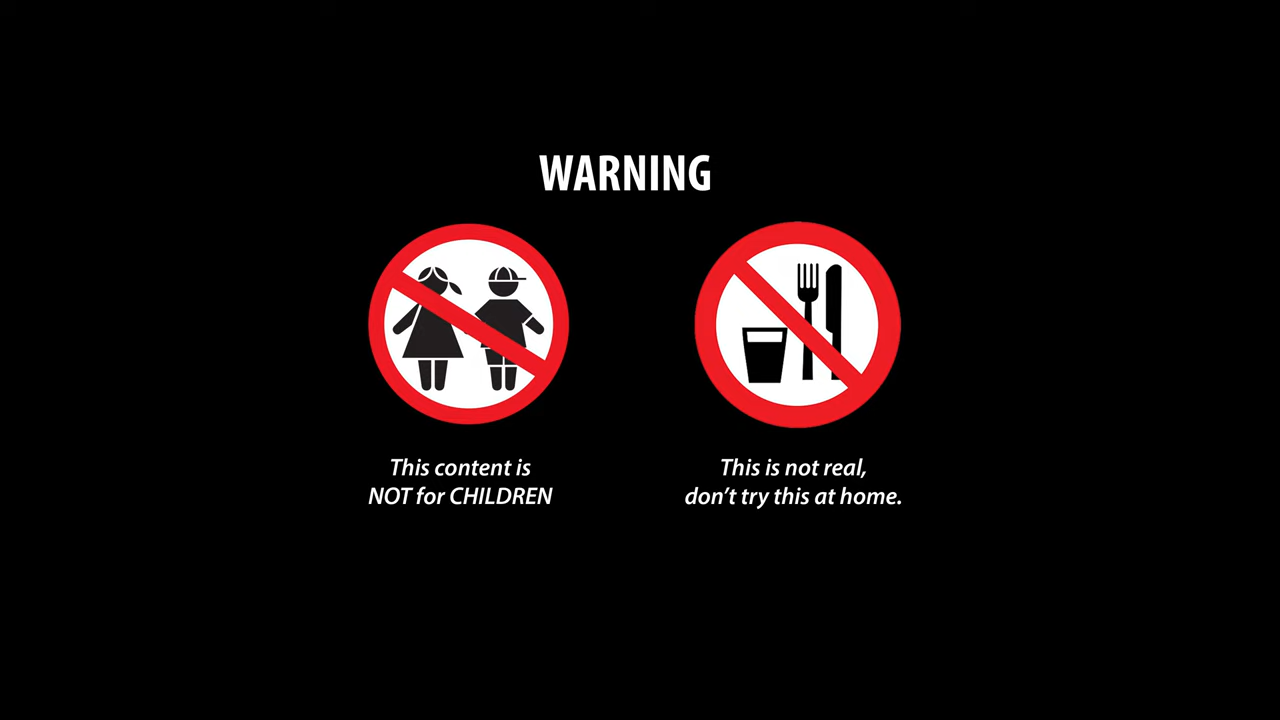 WARNING
This content is
NOT for CHILDREN
This is not real,
don't try this at home.